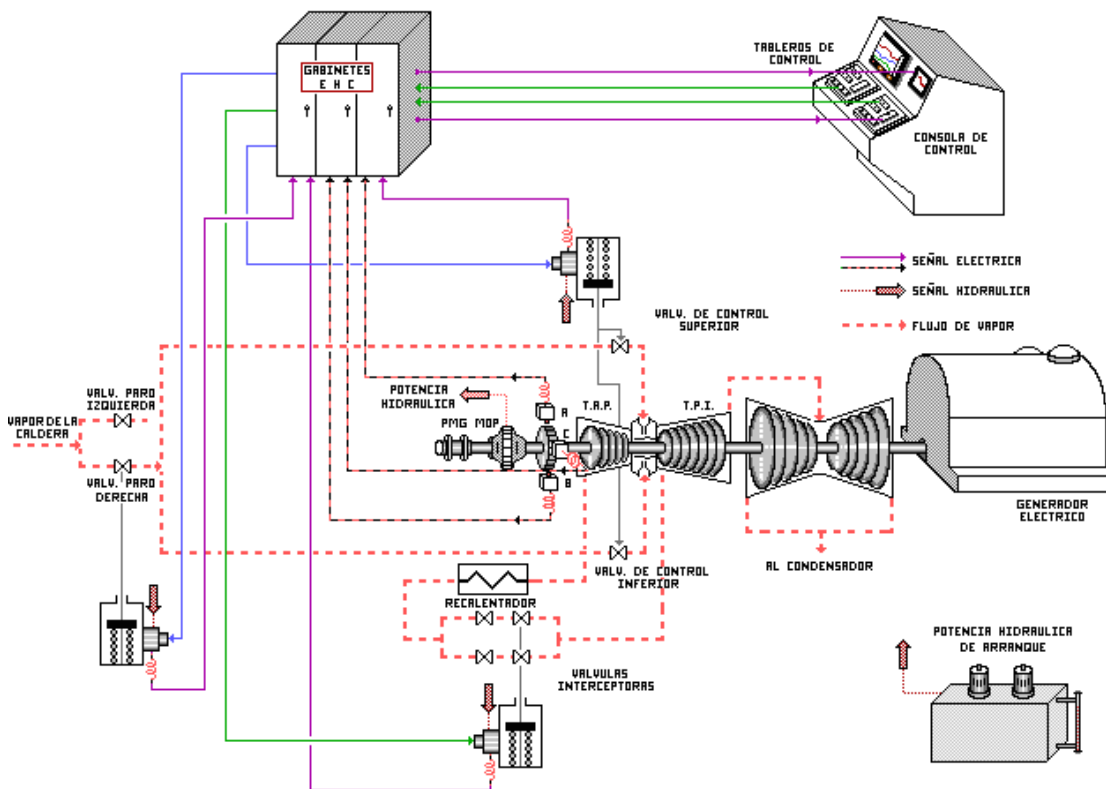 GABINETES
E H C
TABLEROS DE
CONTROL
CONSOLA DE
CONTROL
SEÑAL ELECTRICA
SEÑAL HIDRAULICA
FLUJO DE VAPOR
VALV. DE CONTROL
SUPERIOR
VALV. PARO
IZQUIERDA
VAPOR DE LA
CALDERA
VALV. PARO
DERECHA
POTENCIA
HIDRAULICA
PMG MOP
A
C
B
T.A.P.
T.P.I.
GENERADOR
ELECTRICO
AL CONDENSADOR
VALV. DE CONTROL
INFERIOR
RECALENTADOR
VALVULAS
INTERCEPTORAS
POTENCIA HIDRAULICA
DE ARRANQUE